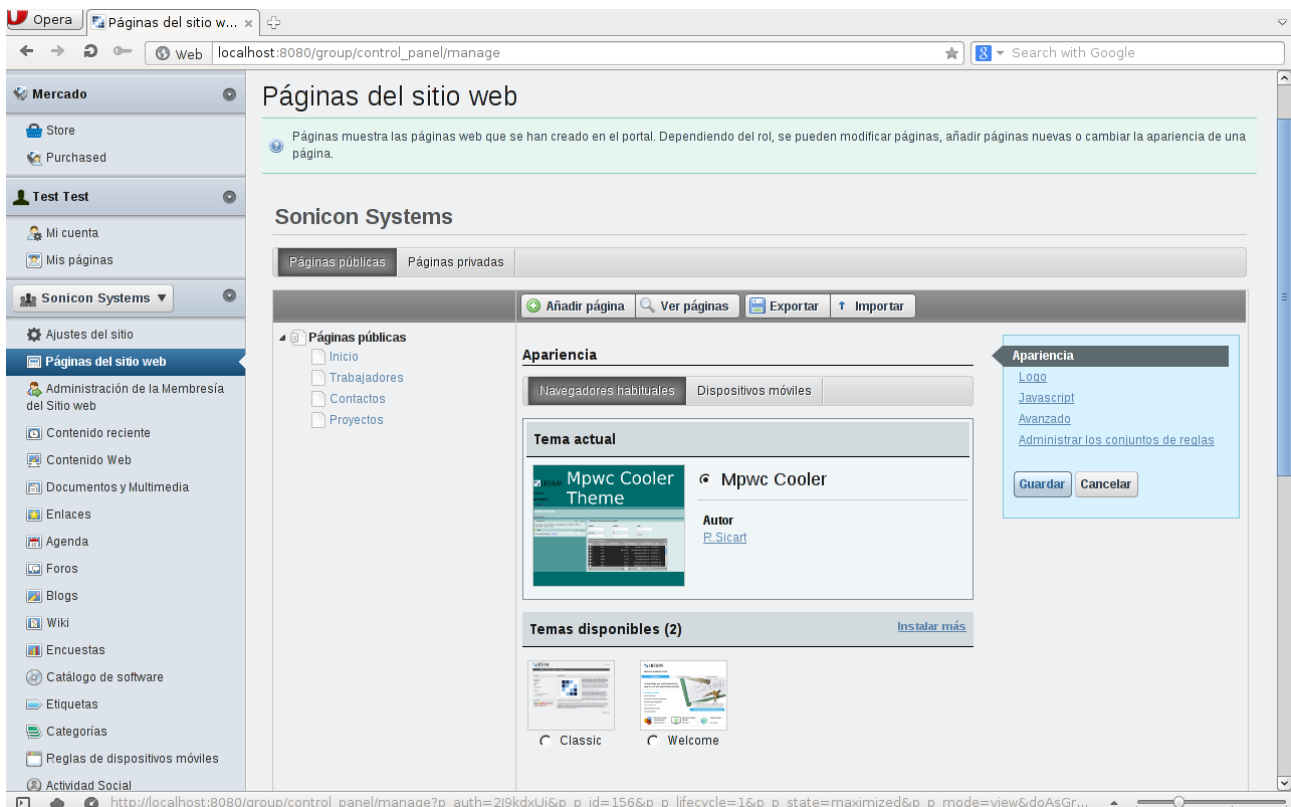 Opera
Páginas del sitio w...
Web
localhost:8080/group/control_panel/manage
Search with Google
Mercado
Store
Purchased
Test Test
Mi cuenta
Mis páginas
Sonicon Systems
Ajustes del sitio
Páginas del sitio web
Administración de la Membresía
del Sitio web
Contenido reciente
Contenido Web
Documentos y Multimedia
Enlaces
Agenda
Foros
Blogs
Wiki
Encuestas
Catálogo de software
Etiquetas
Categorías
Reglas de dispositivos móviles
Actividad Social
Páginas del sitio web
Páginas muestra las páginas web que se han creado en el portal. Dependiendo del rol, se pueden modificar páginas, añadir páginas nuevas o cambiar la apariencia de una
página.
Sonicon Systems
Páginas públicas
Páginas privadas
Añadir página
Ver páginas
Exportar
Importar
Páginas públicas
Inicio
Trabajadores
Contactos
Proyectos
Apariencia
Navegadores habituales
Dispositivos móviles
Tema actual
Mpwc Cooler
Theme
Mpwc Cooler
Autor
R.Sicart
Temas disponibles (2)
Instalar más
Classic
Welcome
Apariencia
Logo
Javascript
Avanzado
Administrar los conjuntos de reglas
Guardar
Cancelar
http://localhost:8080/group/control_panel/manage?p_auth=2I9kdxUi&p_p_id=156&p_p_lifecycle=1&p_p_state=maximized&p_p_mode=view&doAsGr...